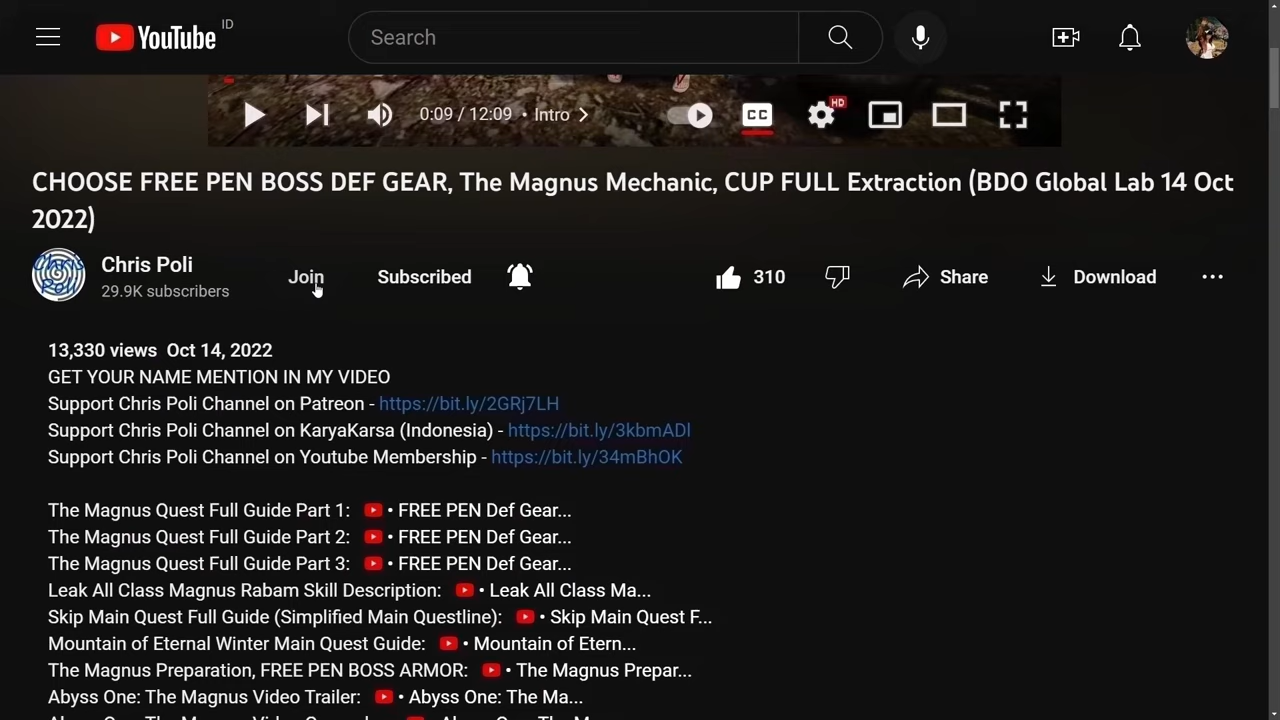 YouTube ID
Search
0:09 / 12:09 • Intro
CC
HD
CHOOSE FREE PEN BOSS DEF GEAR, The Magnus Mechanic, CUP FULL Extraction (BDO Global Lab 14 Oct
2022)
Chris Poli
Chris Poli
29.9K subscribers
Join
Subscribed
310
Share
Download
13,330 views Oct 14, 2022
GET YOUR NAME MENTION IN MY VIDEO
Support Chris Poli Channel on Patreon - https://bit.ly/2GRj7LH
Support Chris Poli Channel on KaryaKarsa (Indonesia) - https://bit.ly/3kbmADl
Support Chris Poli Channel on Youtube Membership - https://bit.ly/34mBhOK
The Magnus Quest Full Guide Part 1: • FREE PEN Def Gear...
The Magnus Quest Full Guide Part 2: • FREE PEN Def Gear...
The Magnus Quest Full Guide Part 3: • FREE PEN Def Gear...
Leak All Class Magnus Rabam Skill Description: • Leak All Class Ma...
Skip Main Quest Full Guide (Simplified Main Questline): • Skip Main Quest F...
Mountain of Eternal Winter Main Quest Guide: • Mountain of Etern...
The Magnus Preparation, FREE PEN BOSS ARMOR: • The Magnus Prepar...
Abyss One: The Magnus Video Trailer: • Abyss One: The Ma...